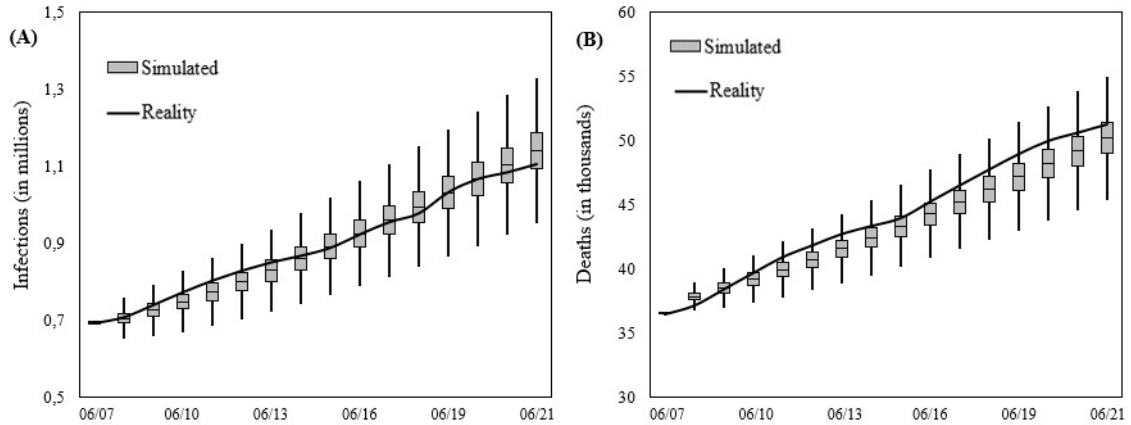 (A)
Infections (in millions)
1,5
1,3
1,1
0,9
0,7
0,5
Simulated
Reality
06/07 06/10 06/13 06/16 06/19 06/21
(B)
Deaths (in thousands)
60
55
50
45
40
35
30
Simulated
Reality
06/07 06/10 06/13 06/16 06/19 06/21